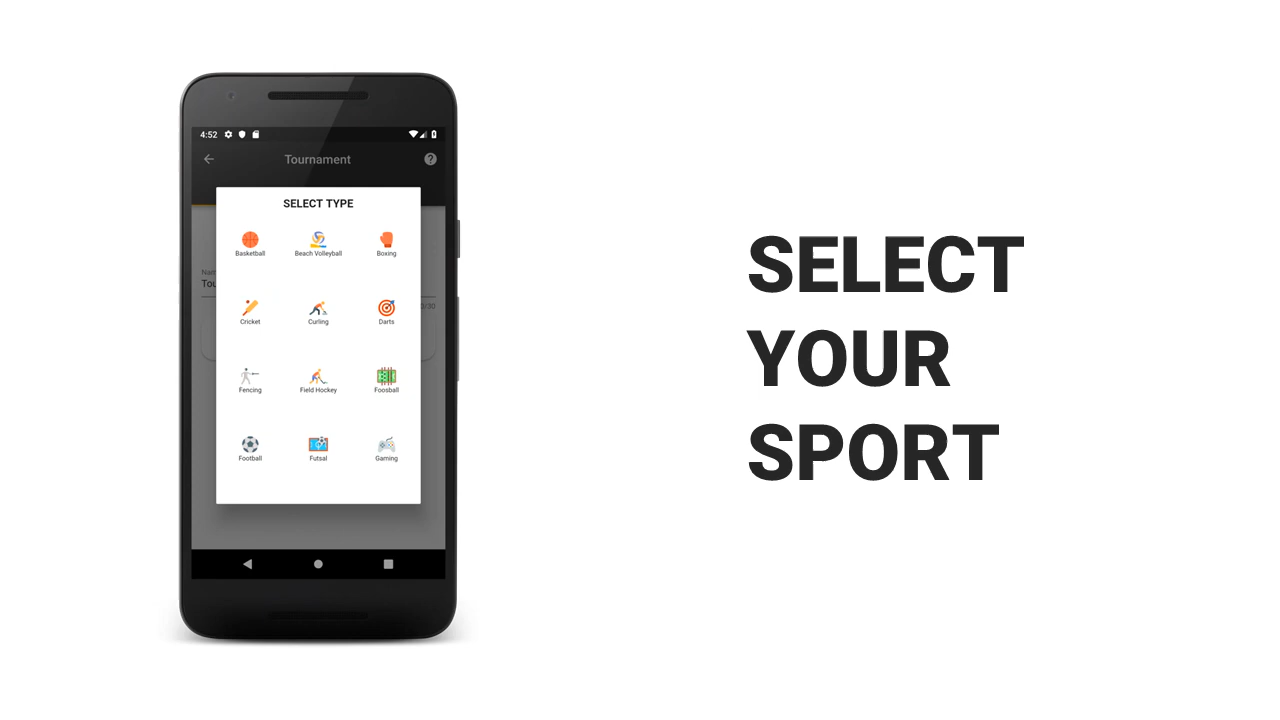 4:52
Tournament
SELECT TYPE
Basketball Beach Volleyball Boxing
Cricket Curling Darts
Fencing Field Hockey Foosball
Football Futsal Gaming
SELECT
YOUR
SPORT